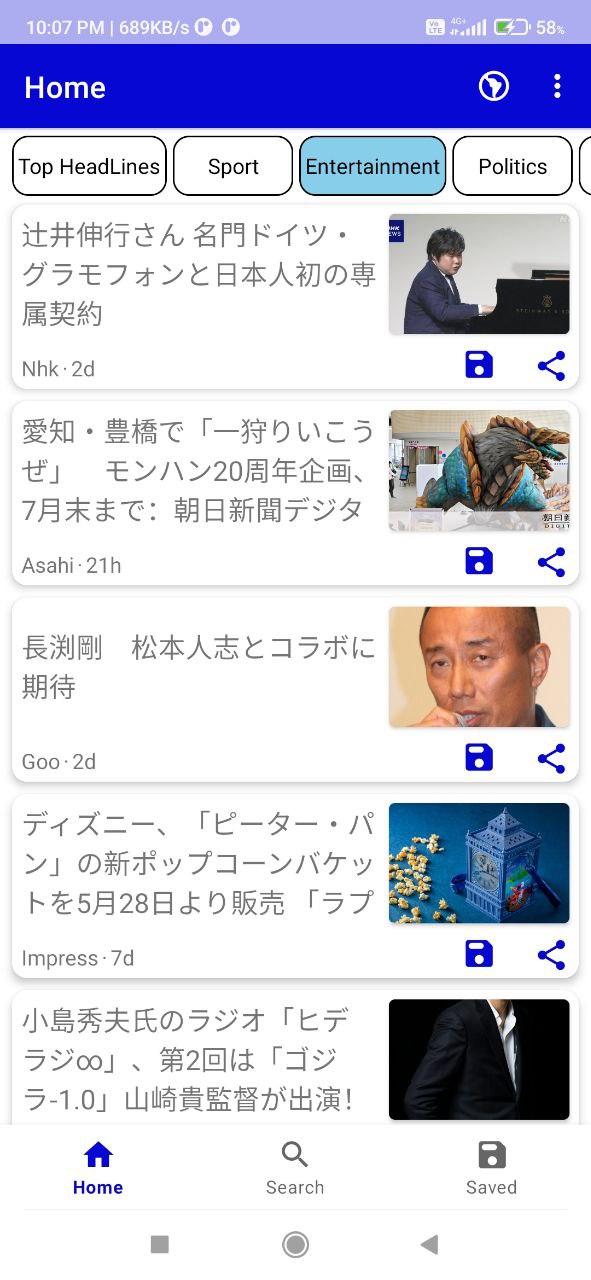 10:07 PM | 689KB/s
Vo LTE 4G+ 58%
Home
Top HeadLines
Sport
Entertainment
Politics
辻井伸行さん 名門ドイツ・
グラモフォンと日本人初の専
属契約
Nhk · 2d
愛知・豊橋で「一狩りいこう
ぜ」　モンハン20周年企画、
7月末まで：朝日新聞デジタ
Asahi · 21h
長渕剛　松本人志とコラボに
期待
Goo · 2d
ディズニー、「ピーター・パ
ン」の新ポップコーンバケッ
トを5月28日より販売 「ラプ
Impress · 7d
小島秀夫氏のラジオ「ヒデ
ラジ∞」、第2回は「ゴジ
ラ-1.0」山崎貴監督が出演！
Home
Search
Saved